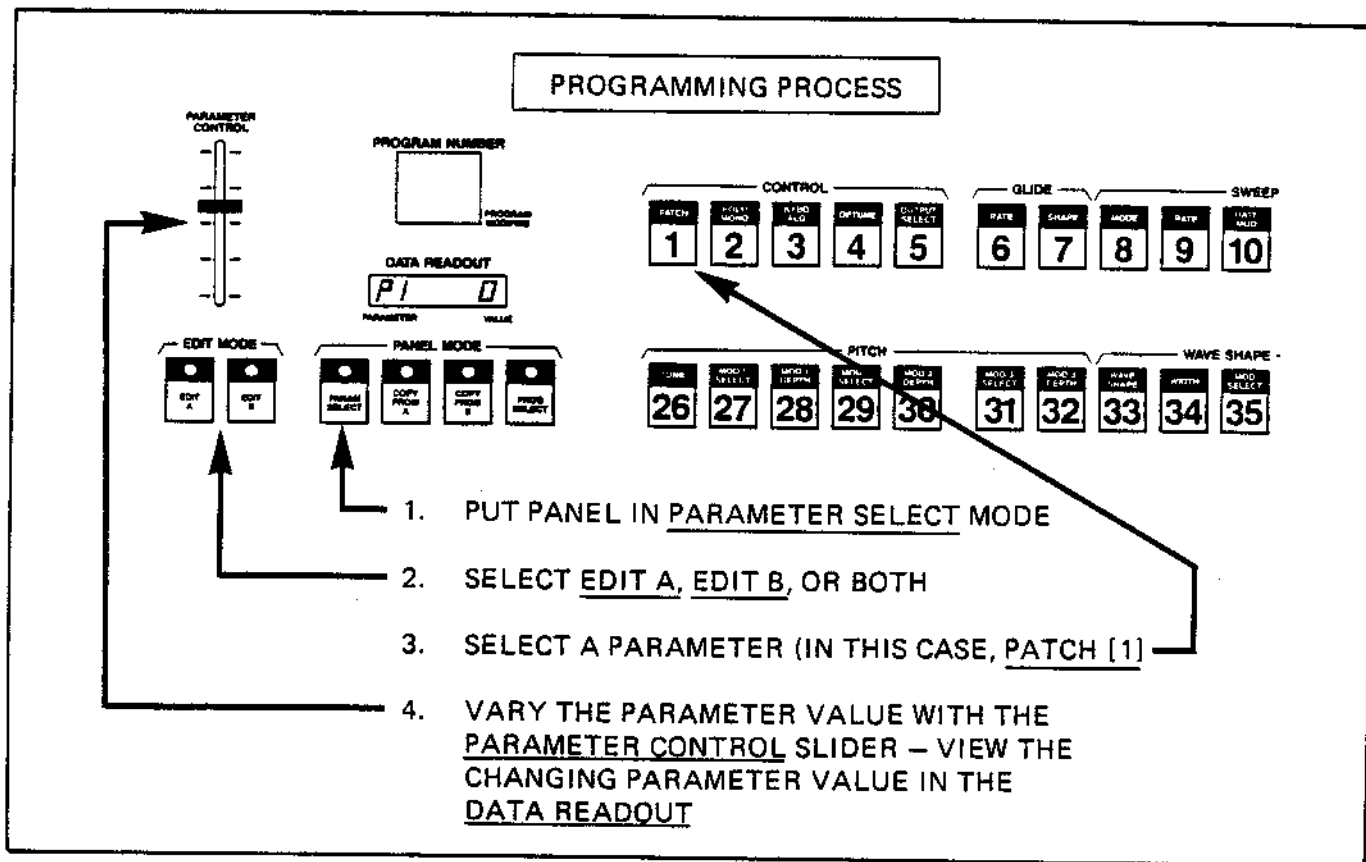 PROGRAMMING PROCESS
PARAMETER
CONTROL
PROGRAM NUMBER
PROGRAM
DATA READOUT
P1 0
PARAMETER VALUE
CONTROL
GLIDE
SWEEP
PATCH
POLY/
MONO
KYBD
ALG
DETUNE
OUTPUT
SELECT
RATE
SHAPE
MODE
RATE
1 2 3 4 5 6 7 8 9 10
EDIT MODE
PANEL MODE
EDIT
A
EDIT
B
PARAM
SELECT
COPY
FROM
A
COPY
FROM
B
PROG
SELECT
PITCH
WAVE SHAPE -
TUNE
MOD 1
SELECT
MOD 1
DEPTH
MOD 2
SELECT
MOD 2
DEPTH
MOD 3
SELECT
MOD 3
DEPTH
WAVE
SHAPE
WIDTH
MOD
SELECT
26 27 28 29 30 31 32 33 34 35
1. PUT PANEL IN PARAMETER SELECT MODE
2. SELECT EDIT A, EDIT B, OR BOTH
3. SELECT A PARAMETER (IN THIS CASE, PATCH [1]
4. VARY THE PARAMETER VALUE WITH THE
PARAMETER CONTROL SLIDER – VIEW THE
CHANGING PARAMETER VALUE IN THE
DATA READOUT